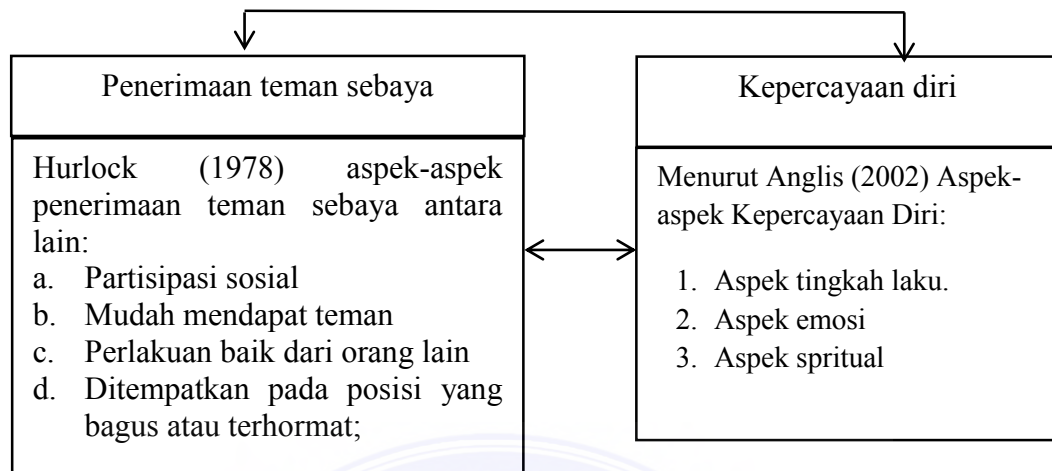 Penerimaan teman sebaya
Hurlock (1978) aspek-aspek
penerimaan teman sebaya antara
lain:
a. Partisipasi sosial
b. Mudah mendapat teman
c. Perlakuan baik dari orang lain
d. Ditempatkan pada posisi yang
bagus atau terhormat;
Kepercayaan diri
Menurut Anglis (2002) Aspek-
aspek Kepercayaan Diri:
1. Aspek tingkah laku.
2. Aspek emosi
3. Aspek spritual